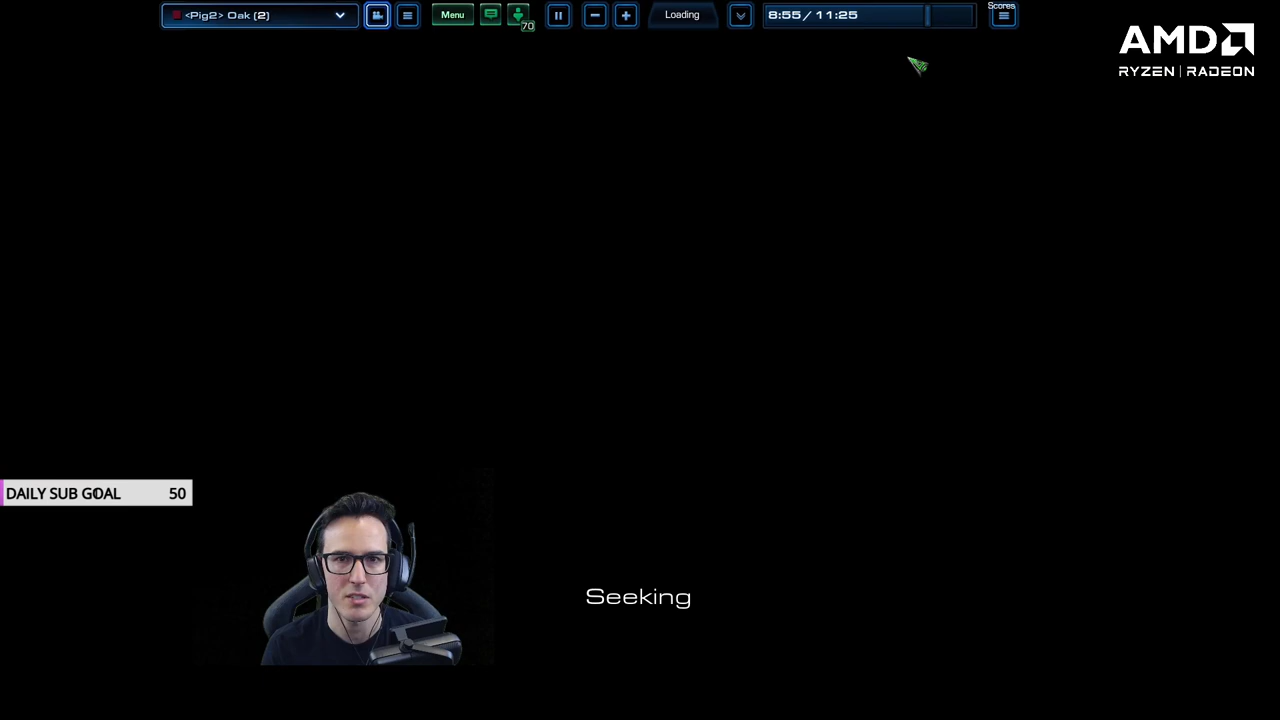 <Pig2> Oak (2)
Menu
70
Loading
8:55 / 11:25
Scores
AMD
RYZEN | RADEON
DAILY SUB GOAL 50
0
Seeking